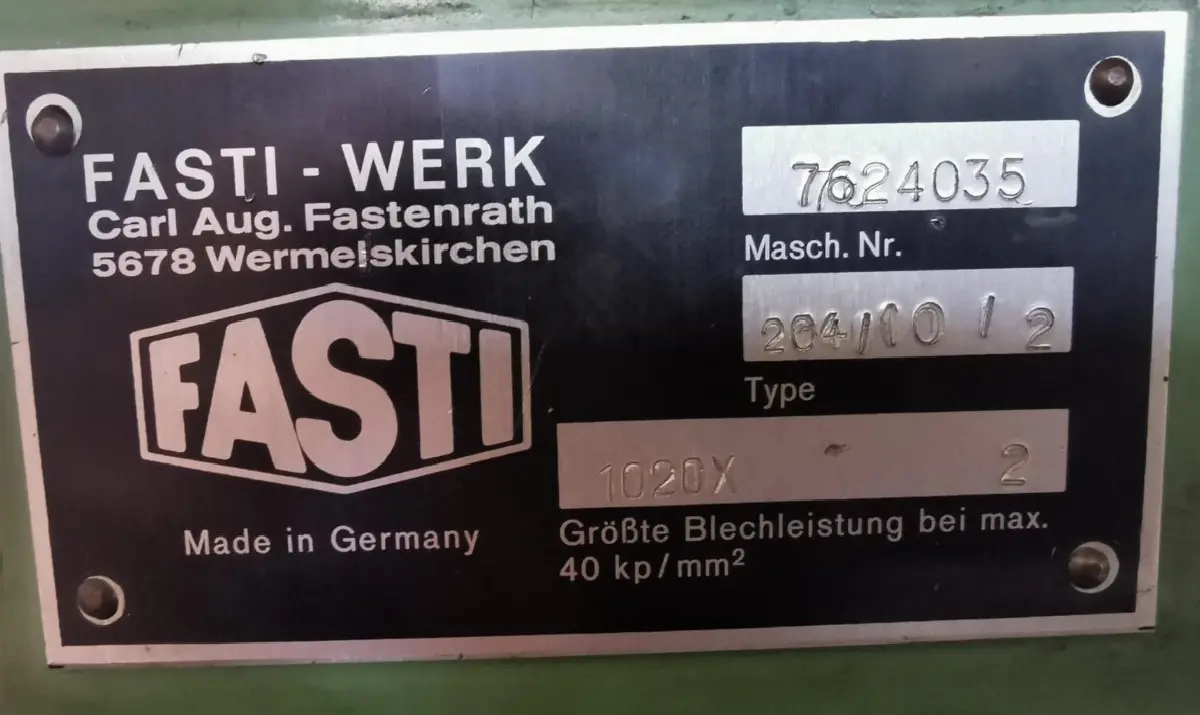 FASTI - WERK
Carl Aug. Fastenrath
5678 Wermelskirchen
FASTI
Made in Germany
7624035
Masch. Nr.
204/10 / 2
Type
1020X 2
Größte Blechleistung bei max.
40 kp/mm²